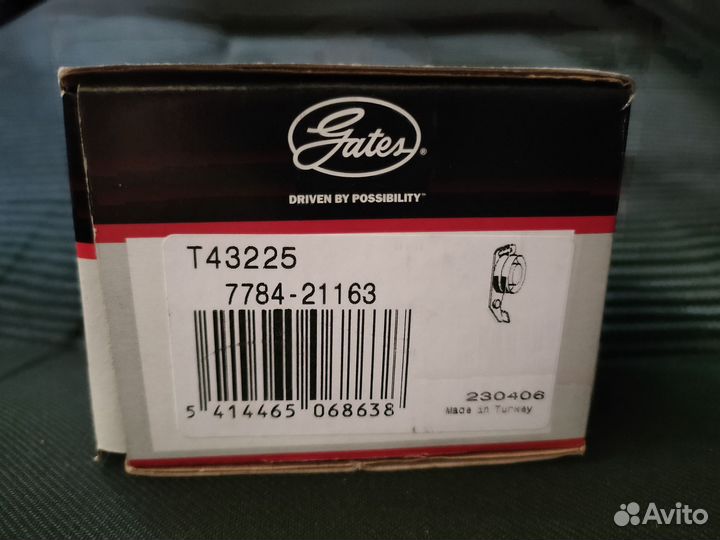 Gates®
DRIVEN BY POSSIBILITY™
T43225
7784-21163
5 414465 068638
230406
Made in Turkey
Avito